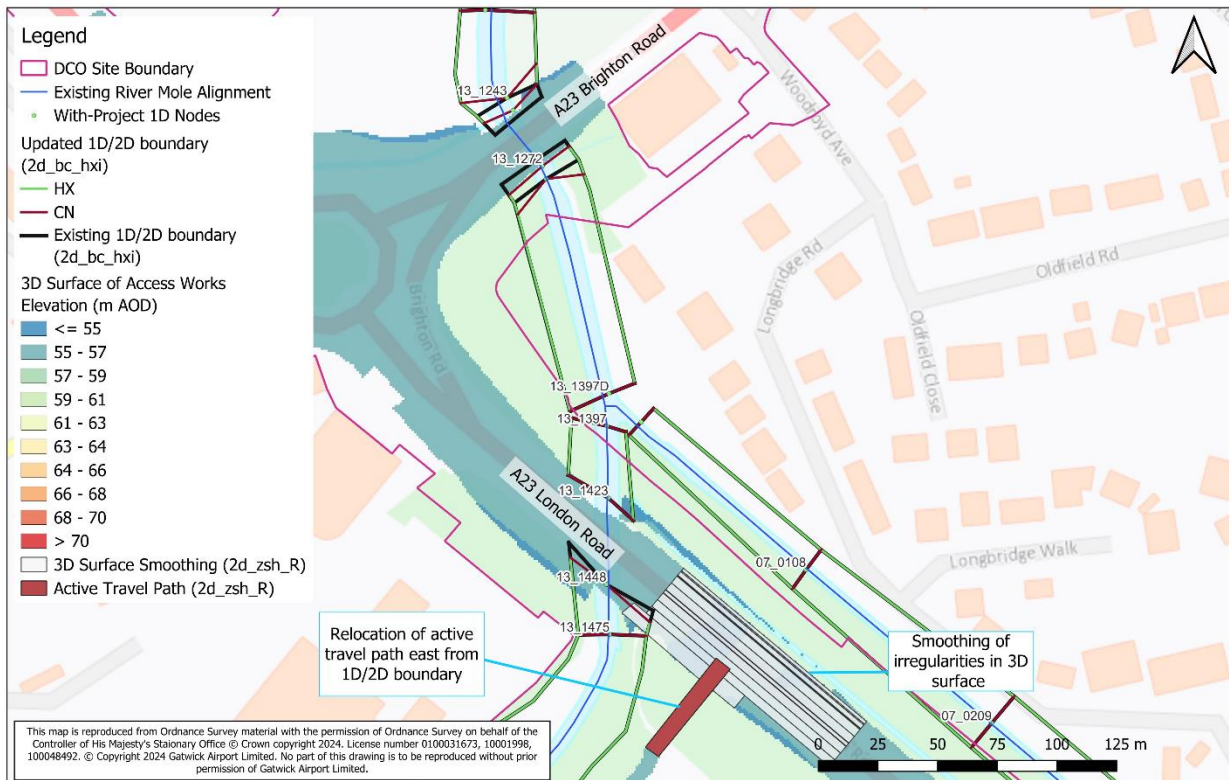 Legend
DCO Site Boundary
Existing River Mole Alignment
With-Project 1D Nodes
Updated 1D/2D boundary
(2d_bc_hxi)
HX
CN
Existing 1D/2D boundary
(2d_bc_hxi)
3D Surface of Access Works
Elevation (m AOD)
<= 55
55 - 57
57 - 59
59 - 61
61 - 63
63 - 64
64 - 66
66 - 68
68 - 70
> 70
3D Surface Smoothing (2d_zsh_R)
Active Travel Path (2d_zsh_R)
A23 Brighton Road
13_1243
13_1272
Woodroyd Ave
Longbridge Rd
Oldfield Rd
Oldfield Close
Brighton Rd
13_1397D
13_1397
A23 London Road
13_1423
13_1448
13_1475
07_0108
Longbridge Walk
07_0209
Relocation of active
travel path east from
1D/2D boundary
Smoothing of
irregularities in 3D
surface
0 25 50 75 100 125 m
This map is reproduced from Ordnance Survey material with the permission of Ordnance Survey on behalf of the
Controller of His Majesty's Staionary Office © Crown copyright 2024. License number 0100031673, 10001998,
100048492. © Copyright 2024 Gatwick Airport Limited. No part of this drawing is to be reproduced without prior
permission of Gatwick Airport Limited.